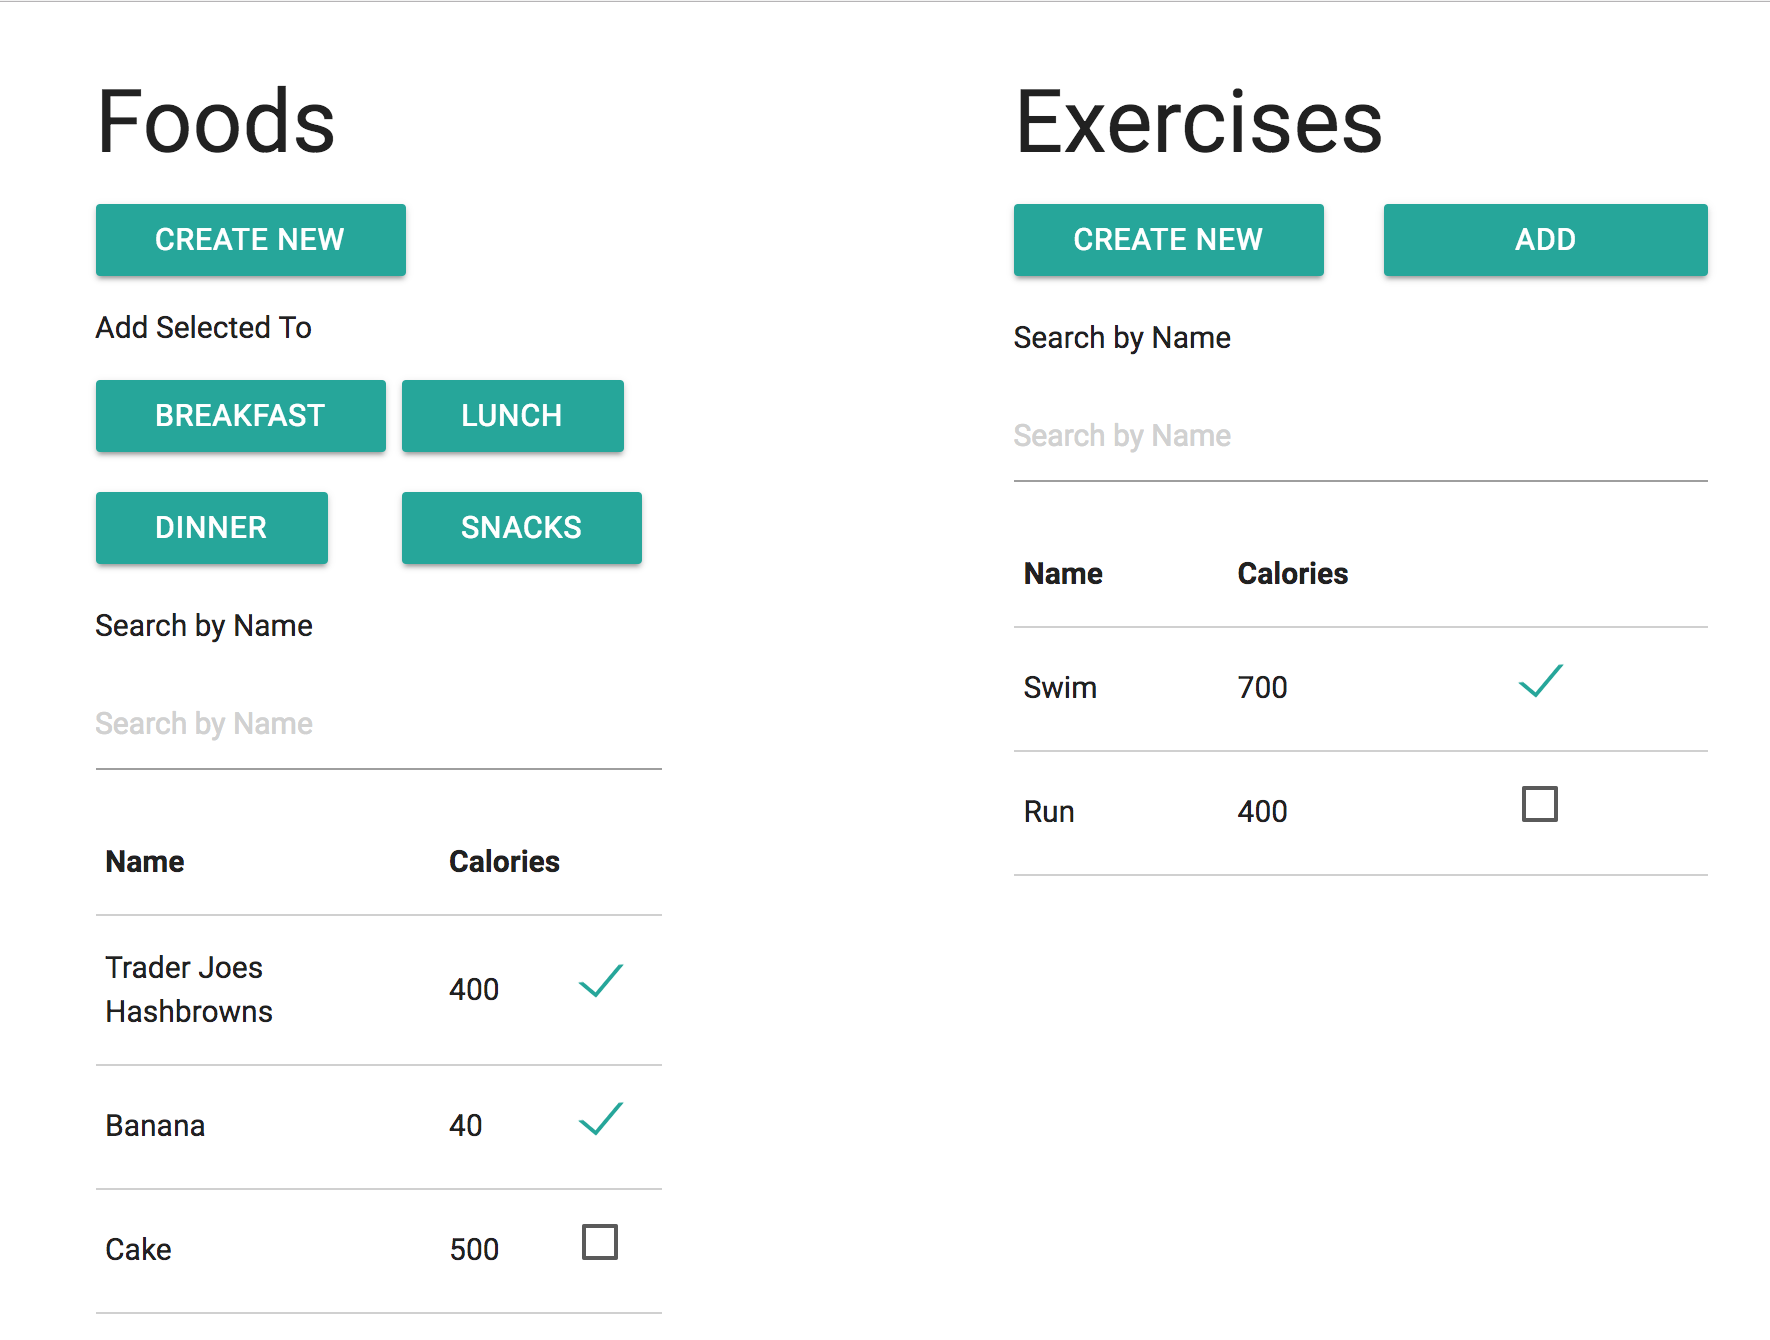 Foods
CREATE NEW
Add Selected To
BREAKFAST LUNCH
DINNER SNACKS
Search by Name
Search by Name
Name Calories
Trader Joes
Hashbrowns
400
Banana 40
Cake 500
Exercises
CREATE NEW ADD
Search by Name
Search by Name
Name Calories
Swim 700
Run 400